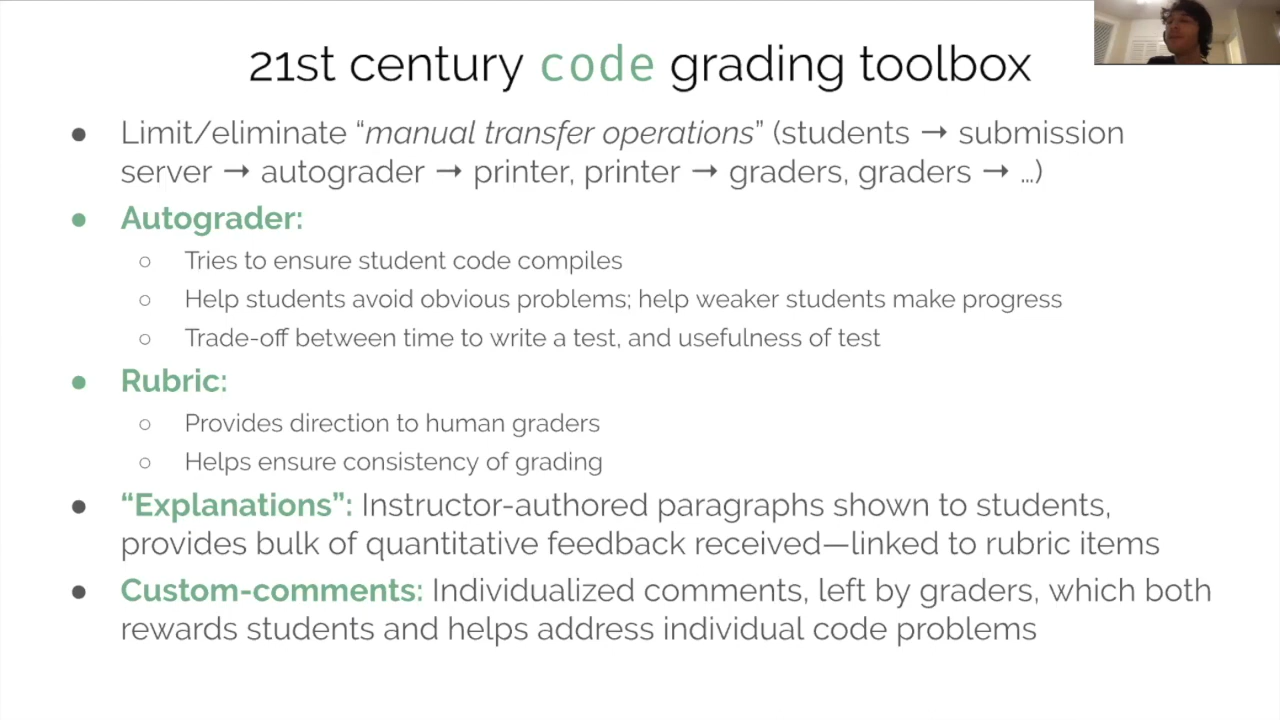 21st century code grading toolbox
● Limit/eliminate “manual transfer operations” (students → submission
server → autograder → printer, printer → graders, graders → …)
● Autograder:
○ Tries to ensure student code compiles
○ Help students avoid obvious problems; help weaker students make progress
○ Trade-off between time to write a test, and usefulness of test
● Rubric:
○ Provides direction to human graders
○ Helps ensure consistency of grading
● “Explanations”: Instructor-authored paragraphs shown to students,
provides bulk of quantitative feedback received—linked to rubric items
● Custom-comments: Individualized comments, left by graders, which both
rewards students and helps address individual code problems